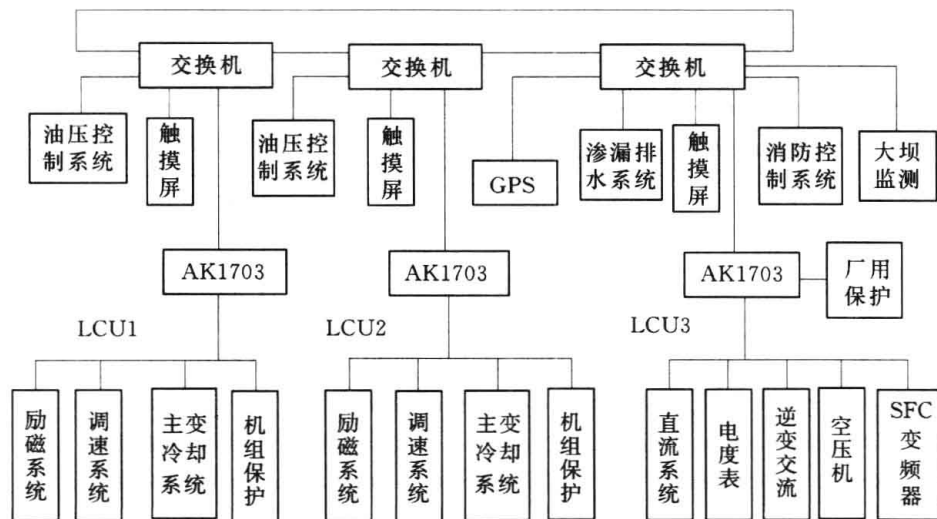 交换机
交换机
交换机
油压控
制系统
触摸屏
油压控
制系统
触摸屏
GPS
渗漏排
水系统
触摸屏
消防控
制系统
大坝
监测
AK1703
AK1703
AK1703
厂用
保护
LCU1
LCU2
LCU3
励磁系统
调速系统
主变
冷却
系统
机组保护
励磁系统
调速系统
主变
冷却
系统
机组保护
直流系统
电度表
逆变交流
空压机
SFC
变频器